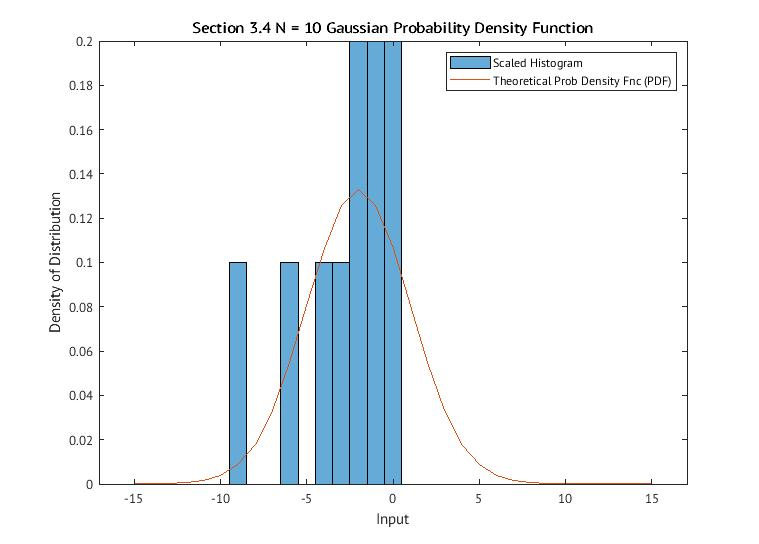 Section 3.4 N = 10 Gaussian Probability Density Function
Scaled Histogram
Theoretical Prob Density Fnc (PDF)
Density of Distribution
0.2
0.18
0.16
0.14
0.12
0.1
0.08
0.06
0.04
0.02
0
-15 -10 -5 0 5 10 15
Input